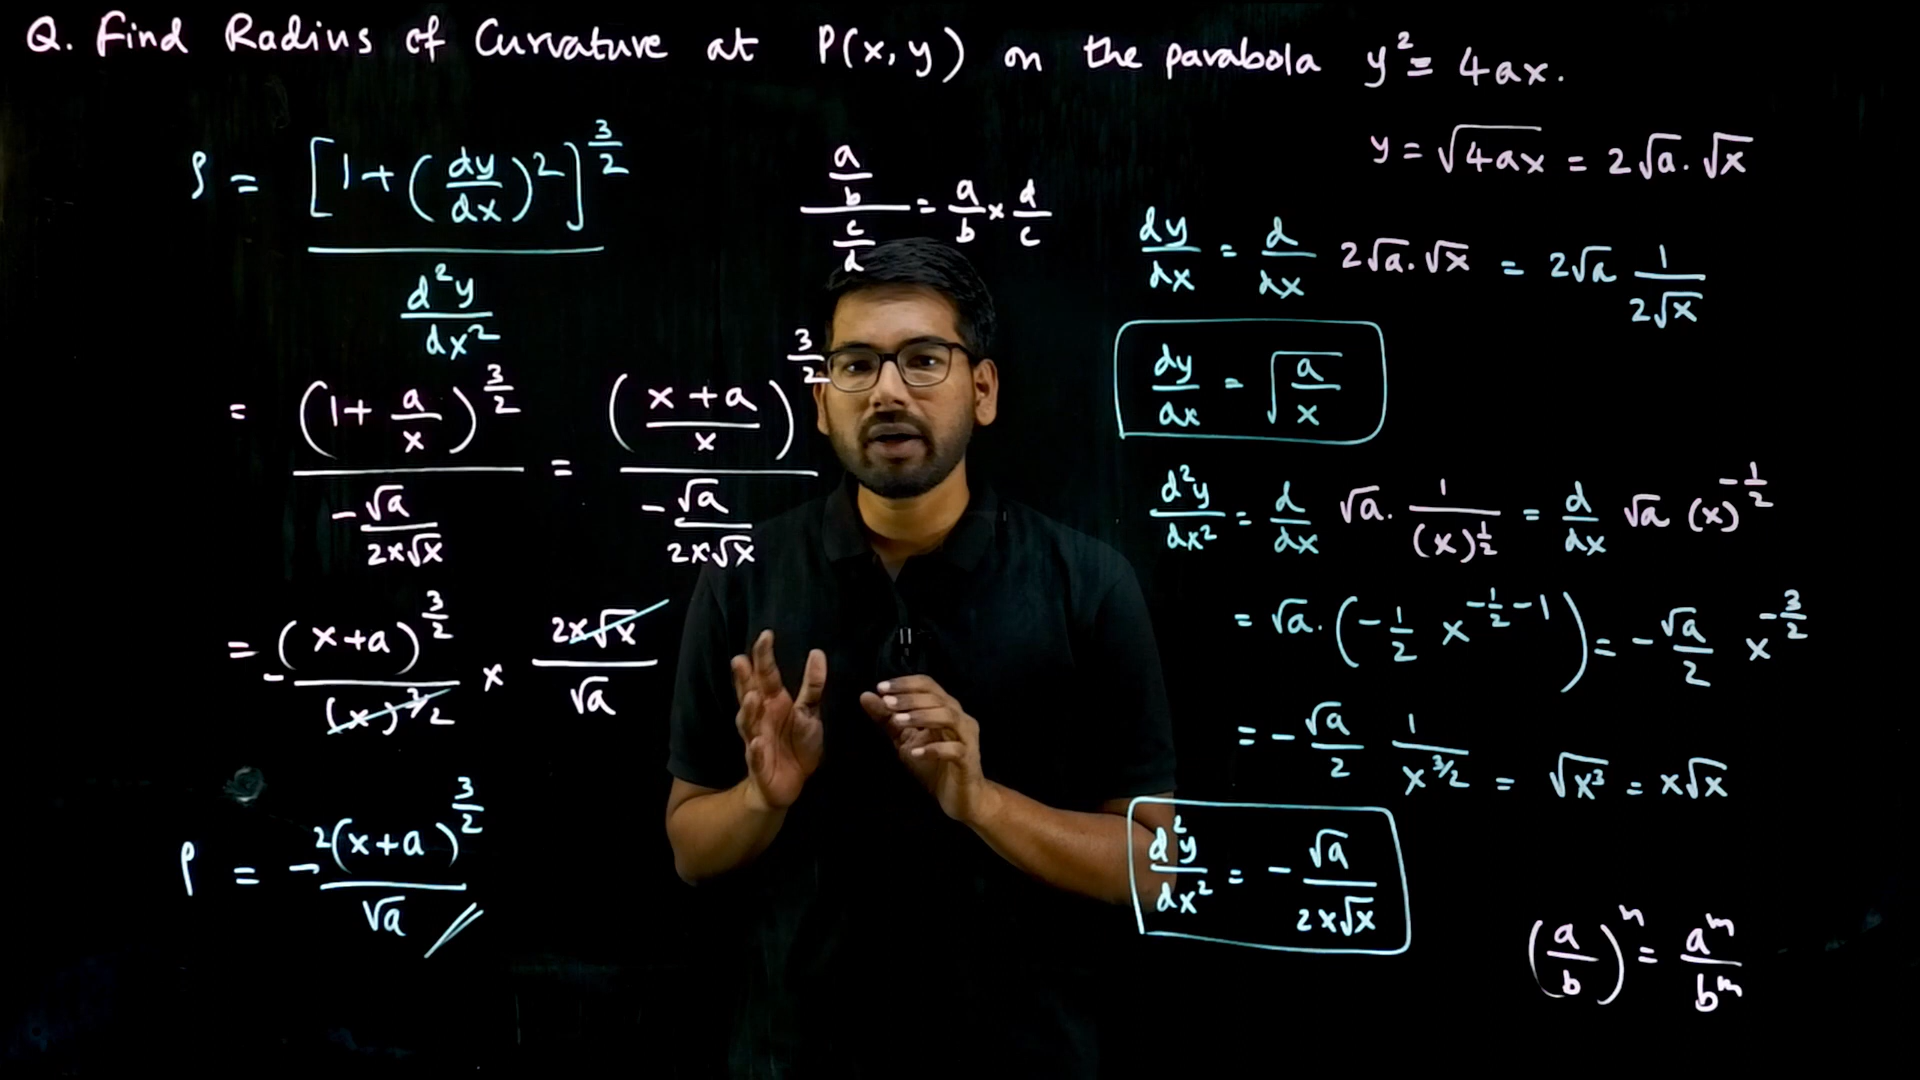 Q. Find Radius of Curvature at P(x, y) on the parabola y² = 4ax.
ρ = [1 + (dy/dx)²]^(3/2) / (d²y/dx²)
= (1 + a/x)^(3/2) / (-√a/(2x√x)) = ((x+a)/x)^(3/2) / (-√a/(2x√x))
= -(x+a)^(3/2)/(x)^(3/2) × 2x√x/√a
ρ = -2(x+a)^(3/2)/√a
(a/b)/(c/d) = a/b × d/c
y = √(4ax) = 2√a.√x
dy/dx = d/dx 2√a.√x = 2√a 1/(2√x)
dy/dx = √(a/x)
d²y/dx² = d/dx √a. 1/(x)^(1/2) = d/dx √a (x)^(-1/2)
= √a. (-1/2 x^(-1/2-1)) = -√a/2 x^(-3/2)
= -√a/2 1/x^(3/2) = √x³ = x√x
d²y/dx² = -√a/(2x√x)
(a/b)^m = a^m/b^m